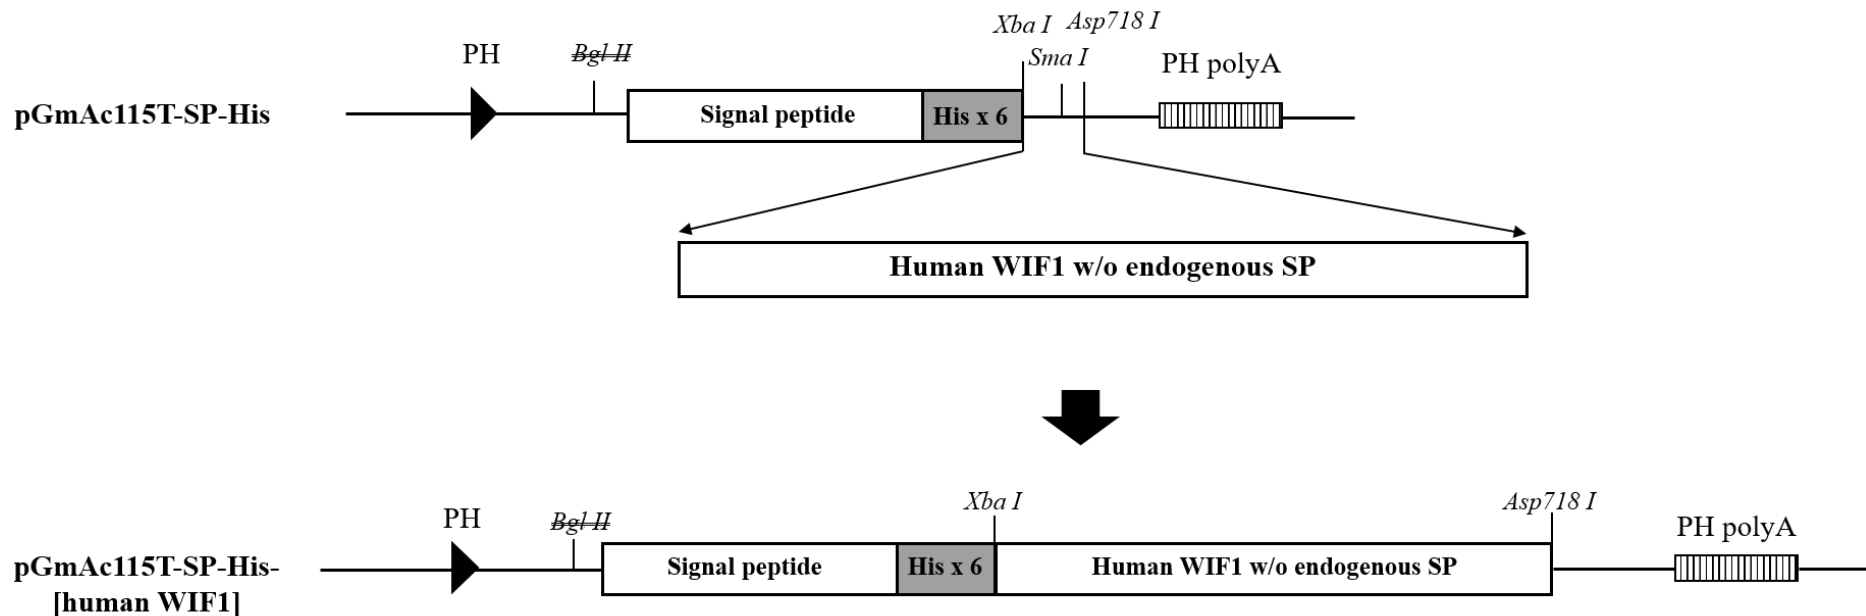 Xba I
Asp718 I
PH
Bgl II
Sma I
PH polyA
pGmAc115T-SP-His
Signal peptide
His x 6
Human WIF1 w/o endogenous SP
Xba I
Asp718 I
PH
Bgl II
PH polyA
pGmAc115T-SP-His-
[human WIF1]
Signal peptide
His x 6
Human WIF1 w/o endogenous SP